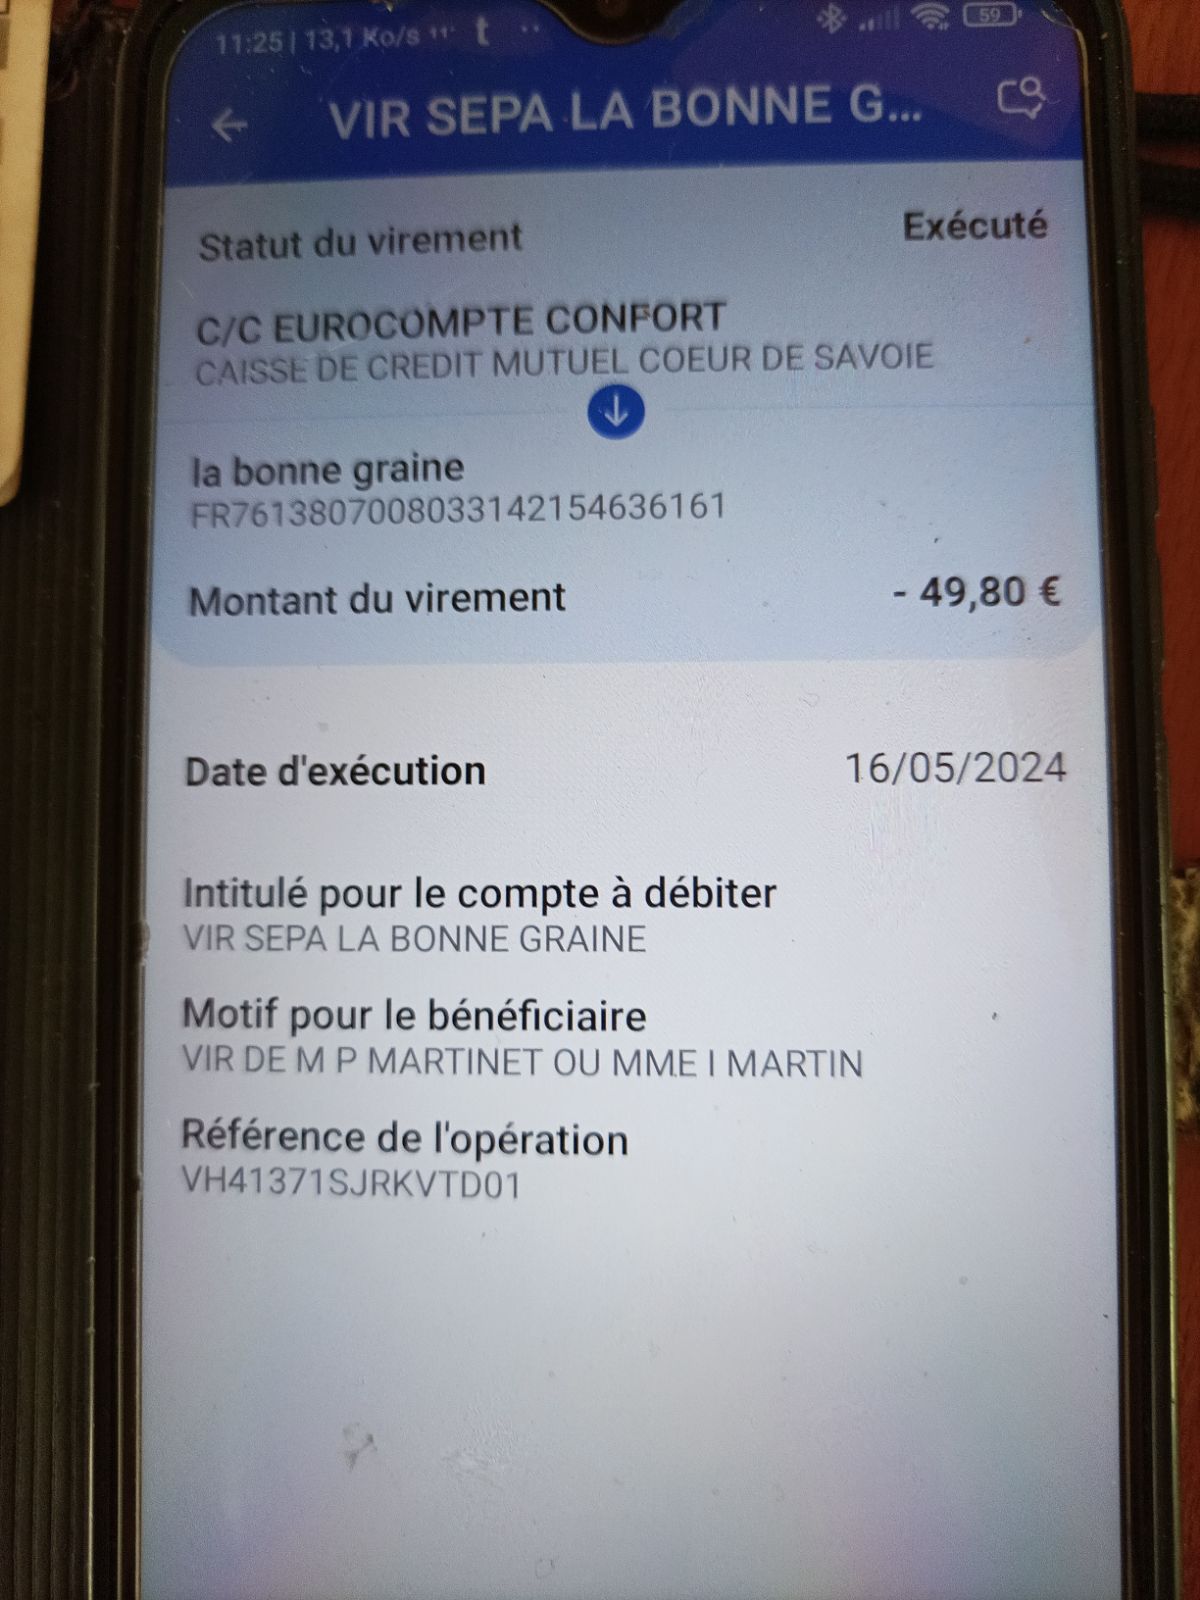 11:25 | 13,1 Ko/s
59
VIR SEPA LA BONNE G...
Statut du virement Exécuté
C/C EUROCOMPTE CONFORT
CAISSE DE CREDIT MUTUEL COEUR DE SAVOIE
la bonne graine
FR7613807008033142154636161
Montant du virement - 49,80 €
Date d'exécution 16/05/2024
Intitulé pour le compte à débiter
VIR SEPA LA BONNE GRAINE
Motif pour le bénéficiaire
VIR DE M P MARTINET OU MME I MARTIN
Référence de l'opération
VH41371SJRKVTD01